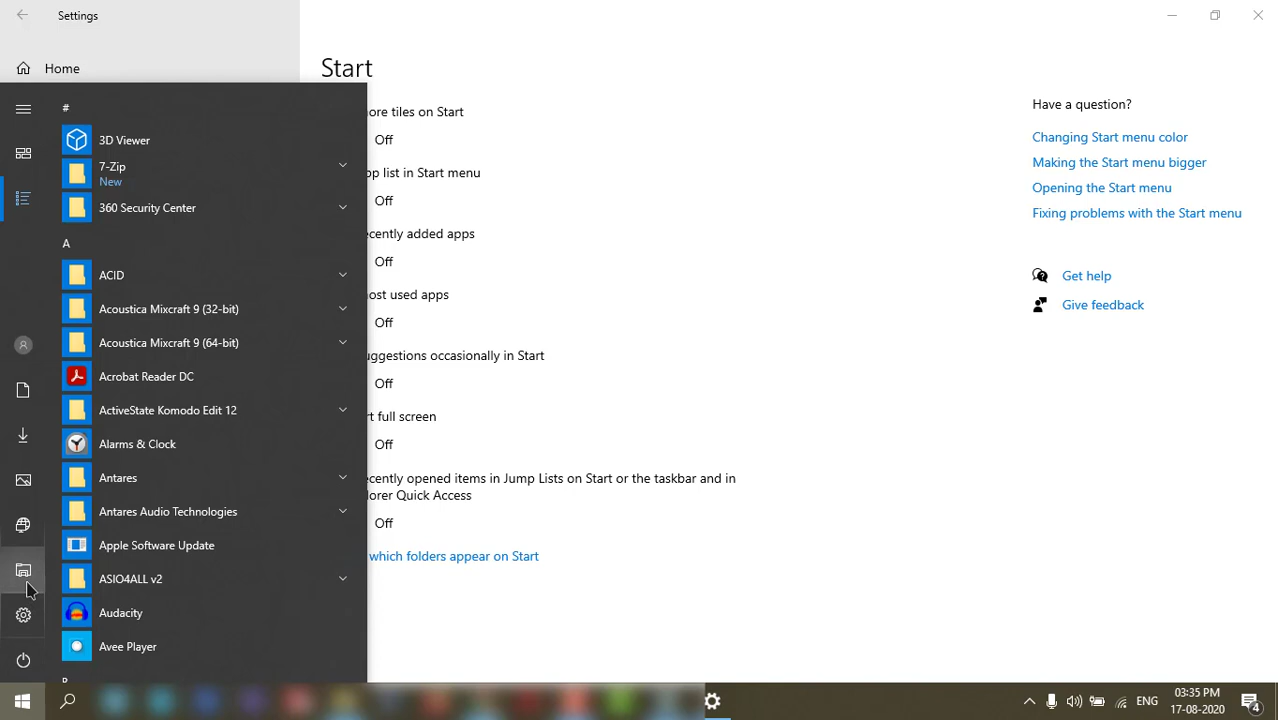 Settings
Home
Start
#
3D Viewer
7-Zip
New
360 Security Center
A
ACID
Acoustica Mixcraft 9 (32-bit)
Acoustica Mixcraft 9 (64-bit)
Acrobat Reader DC
ActiveState Komodo Edit 12
Alarms & Clock
Antares
Antares Audio Technologies
Apple Software Update
ASIO4ALL v2
Audacity
Avee Player
ore tiles on Start
Off
pp list in Start menu
Off
ecently added apps
Off
ost used apps
Off
uggestions occasionally in Start
Off
rt full screen
Off
ecently opened items in Jump Lists on Start or the taskbar and in
lorer Quick Access
Off
which folders appear on Start
Have a question?
Changing Start menu color
Making the Start menu bigger
Opening the Start menu
Fixing problems with the Start menu
Get help
Give feedback
ENG
03:35 PM
17-08-2020
4